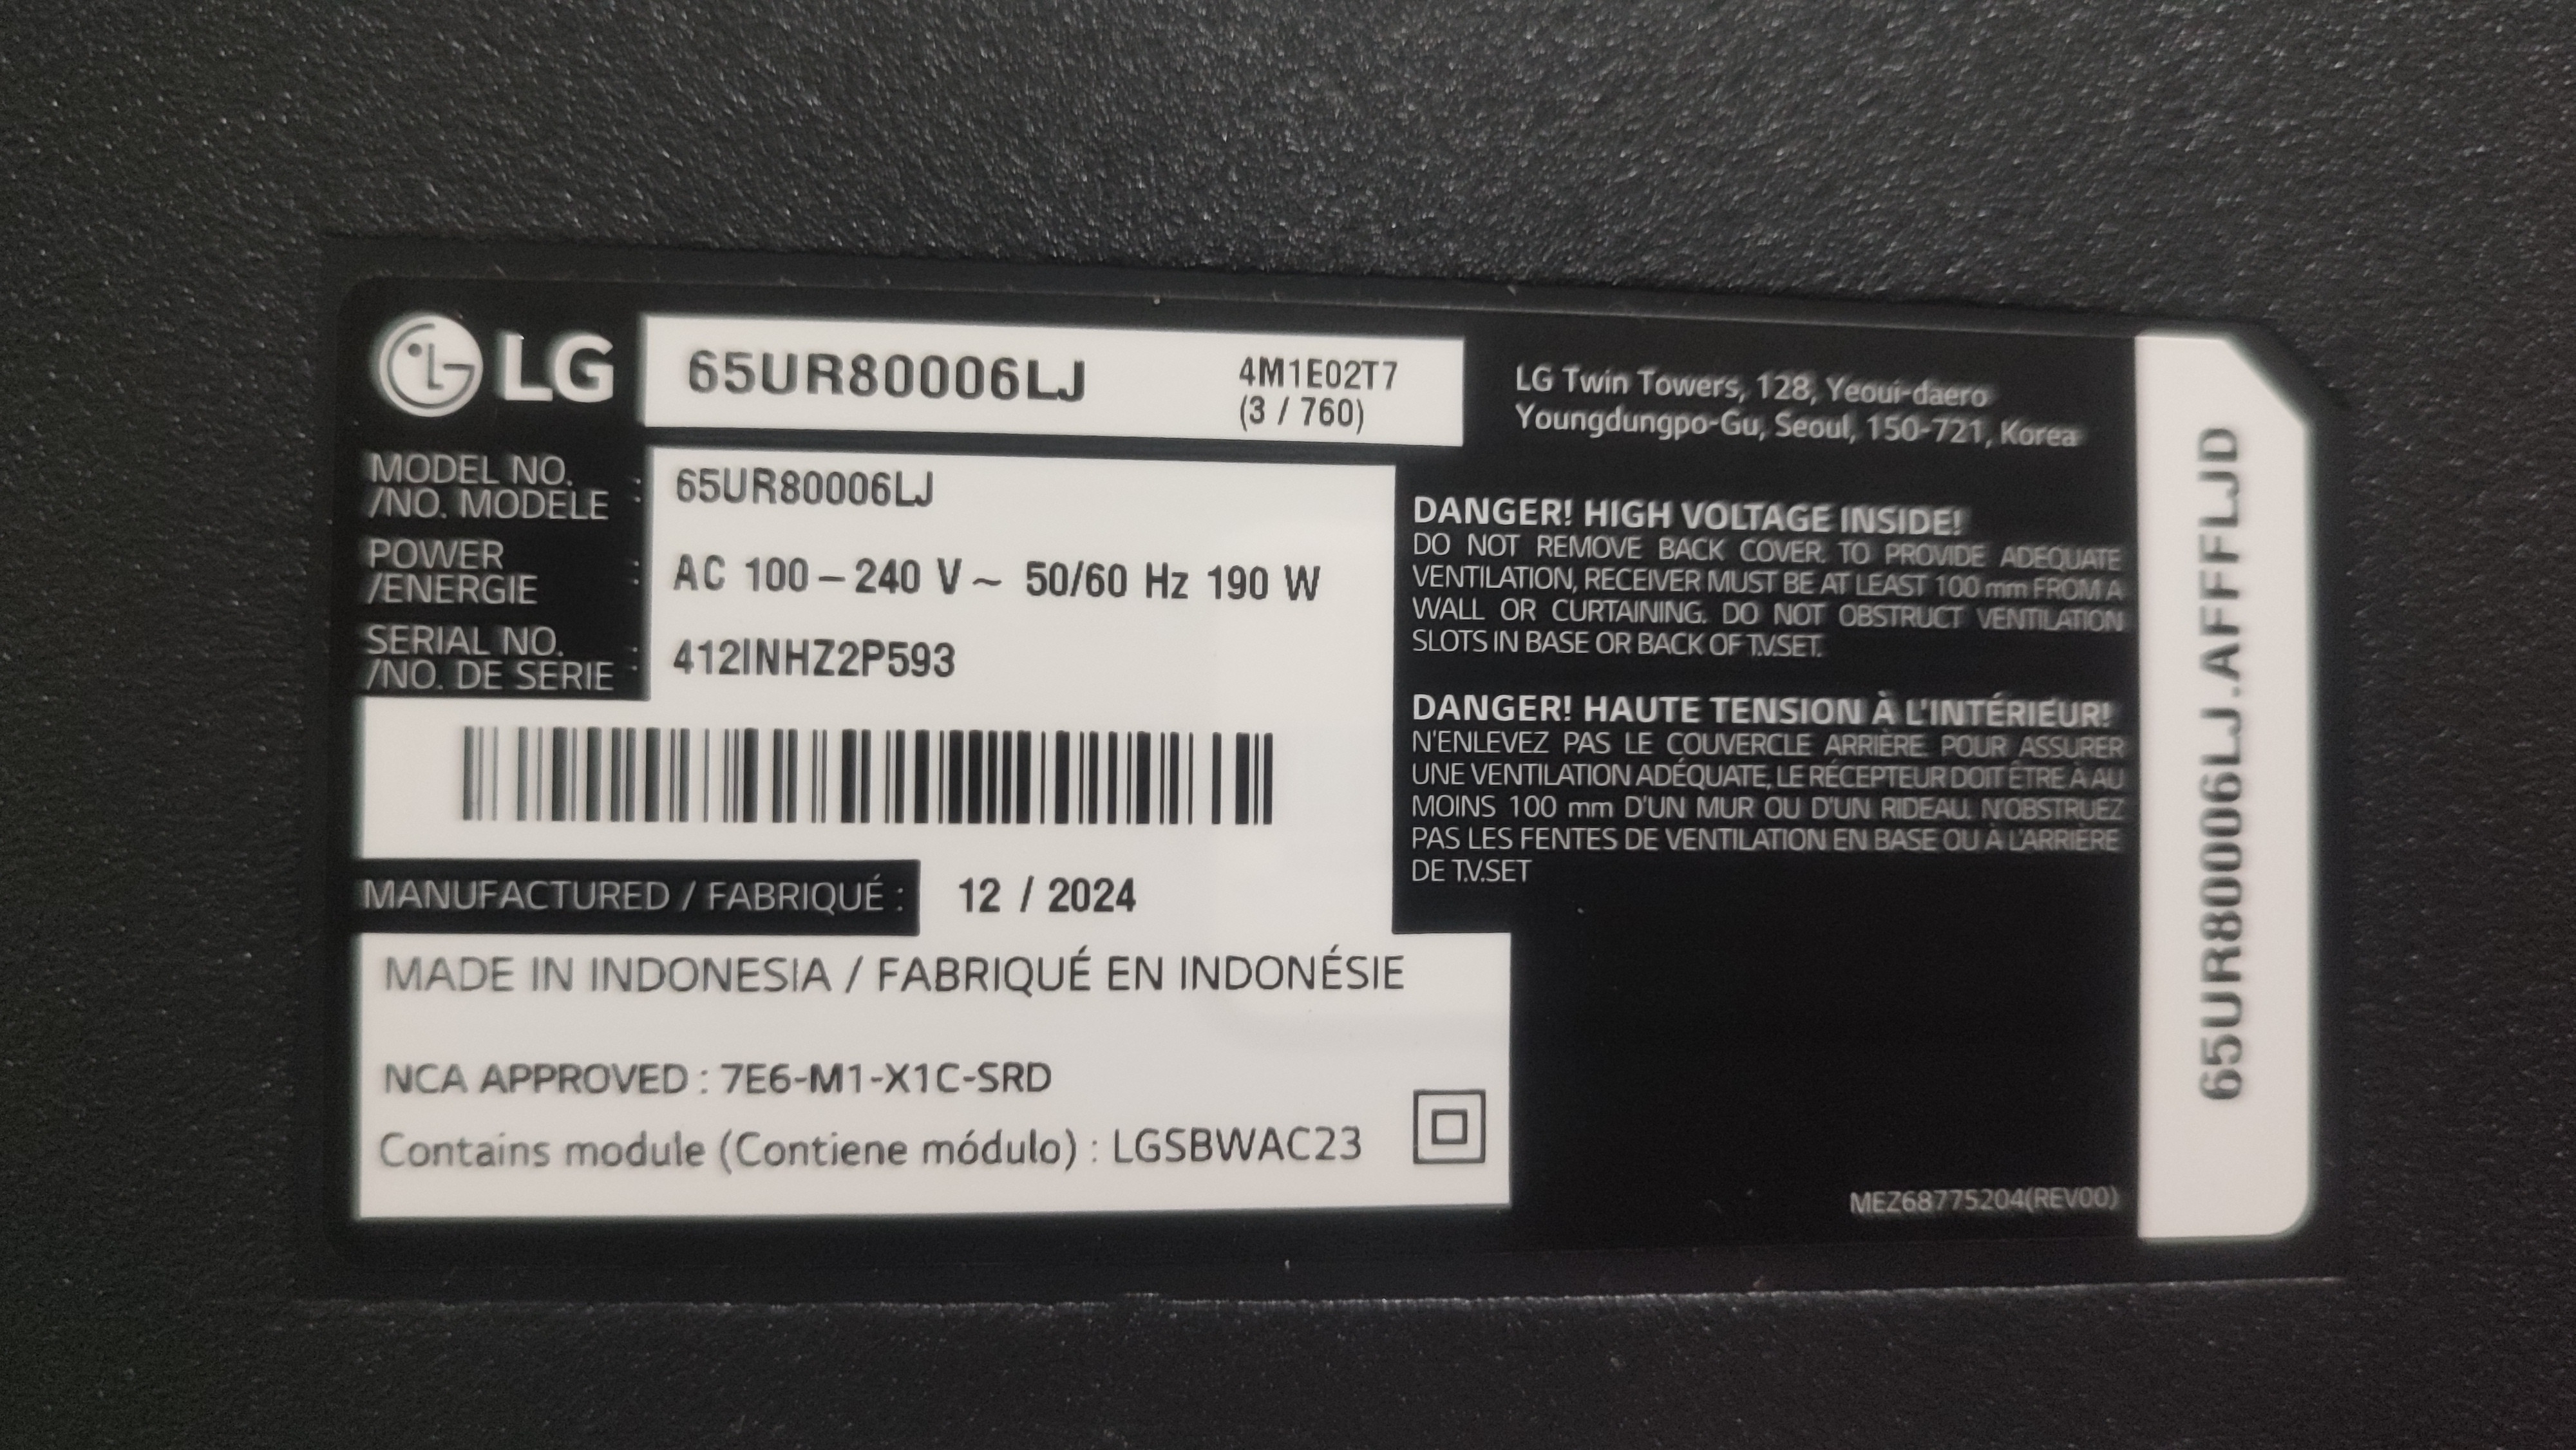 LG
65UR80006LJ
4M1E02T7
(3 / 760)
LG Twin Towers, 128, Yeoui-daero
Youngdungpo-Gu, Seoul, 150-721, Korea
MODEL NO.
/NO. MODELE : 65UR80006LJ
POWER
/ENERGIE : AC 100 – 240 V ~ 50/60 Hz 190 W
SERIAL NO.
/NO. DE SERIE : 412INHZ2P593
MANUFACTURED / FABRIQUÉ : 12 / 2024
MADE IN INDONESIA / FABRIQUÉ EN INDONÉSIE
NCA APPROVED : 7E6-M1-X1C-SRD
Contains module (Contiene módulo) : LGSBWAC23
DANGER! HIGH VOLTAGE INSIDE!
DO NOT REMOVE BACK COVER. TO PROVIDE ADEQUATE
VENTILATION, RECEIVER MUST BE AT LEAST 100 mm FROM A
WALL OR CURTAINING. DO NOT OBSTRUCT VENTILATION
SLOTS IN BASE OR BACK OF T.V.SET.
DANGER! HAUTE TENSION À L'INTÉRIEUR!
N'ENLEVEZ PAS LE COUVERCLE ARRIÈRE. POUR ASSURER
UNE VENTILATION ADÉQUATE, LE RÉCEPTEUR DOIT ÊTRE À AU
MOINS 100 mm D'UN MUR OU D'UN RIDEAU. N'OBSTRUEZ
PAS LES FENTES DE VENTILATION EN BASE OU À L'ARRIÈRE
DE T.V.SET
MEZ68775204(REV00)
65UR80006LJ.AFFFLJD